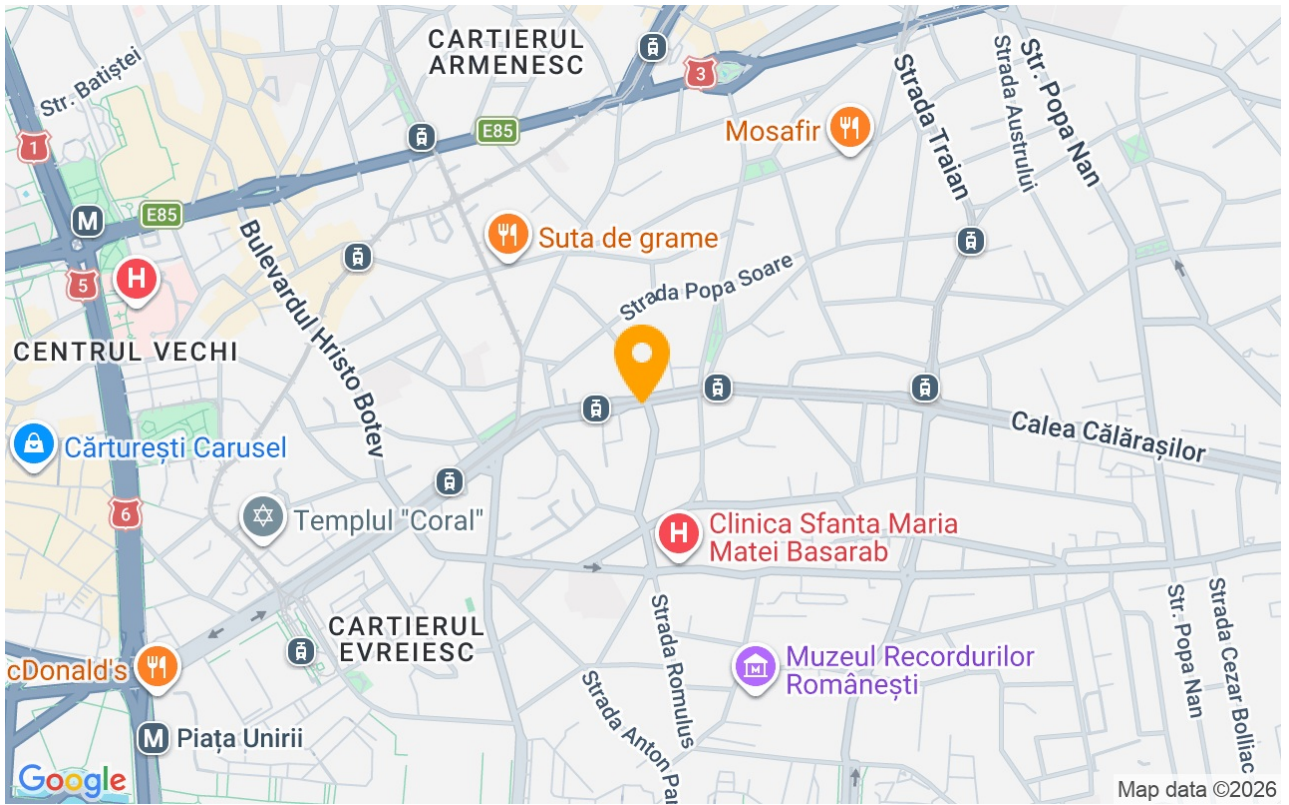 CARTIERUL
ARMENESC
3
Str. Batiștei
1
E85
Mosafir
Strada Traian
Strada Austrului
Str. Popa Nan
M
E85
5
H
Bulevardul Hristo Botev
Suta de grame
Strada Popa Soare
CENTRUL VECHI
Cărturești Carusel
Calea Călărașilor
6
Templul "Coral"
H
Clinica Sfanta Maria
Matei Basarab
CARTIERUL
EVREIESC
cDonald's
Strada Romulus
Strada Anton Pan
M
Muzeul Recordurilor
Românești
Str. Popa Nan
Strada Cezar Bolliac
M Piața Unirii
Google
Map data ©2026